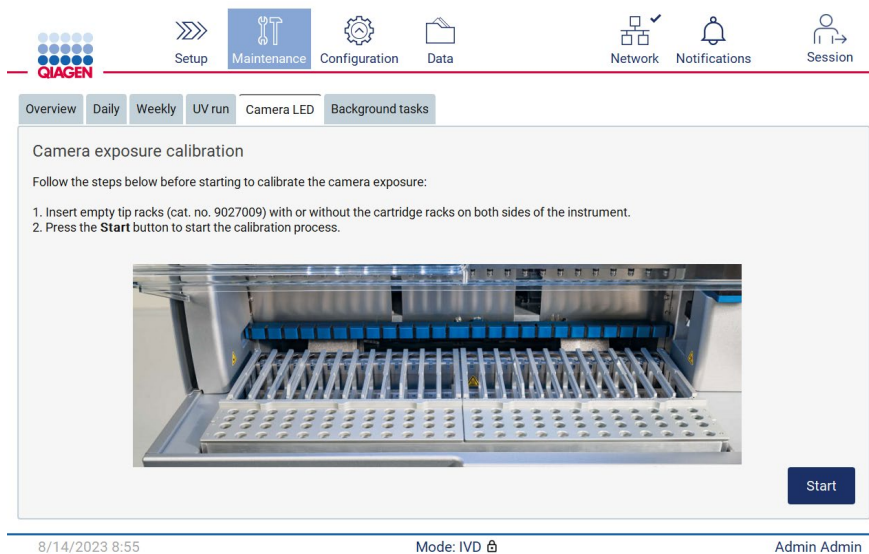 QIAGEN
Setup
Maintenance
Configuration
Data
Network
Notifications
Session
Overview
Daily
Weekly
UV run
Camera LED
Background tasks
Camera exposure calibration
Follow the steps below before starting to calibrate the camera exposure:
1. Insert empty tip racks (cat. no. 9027009) with or without the cartridge racks on both sides of the instrument.
2. Press the Start button to start the calibration process.
Start
8/14/2023 8:55
Mode: IVD
Admin Admin